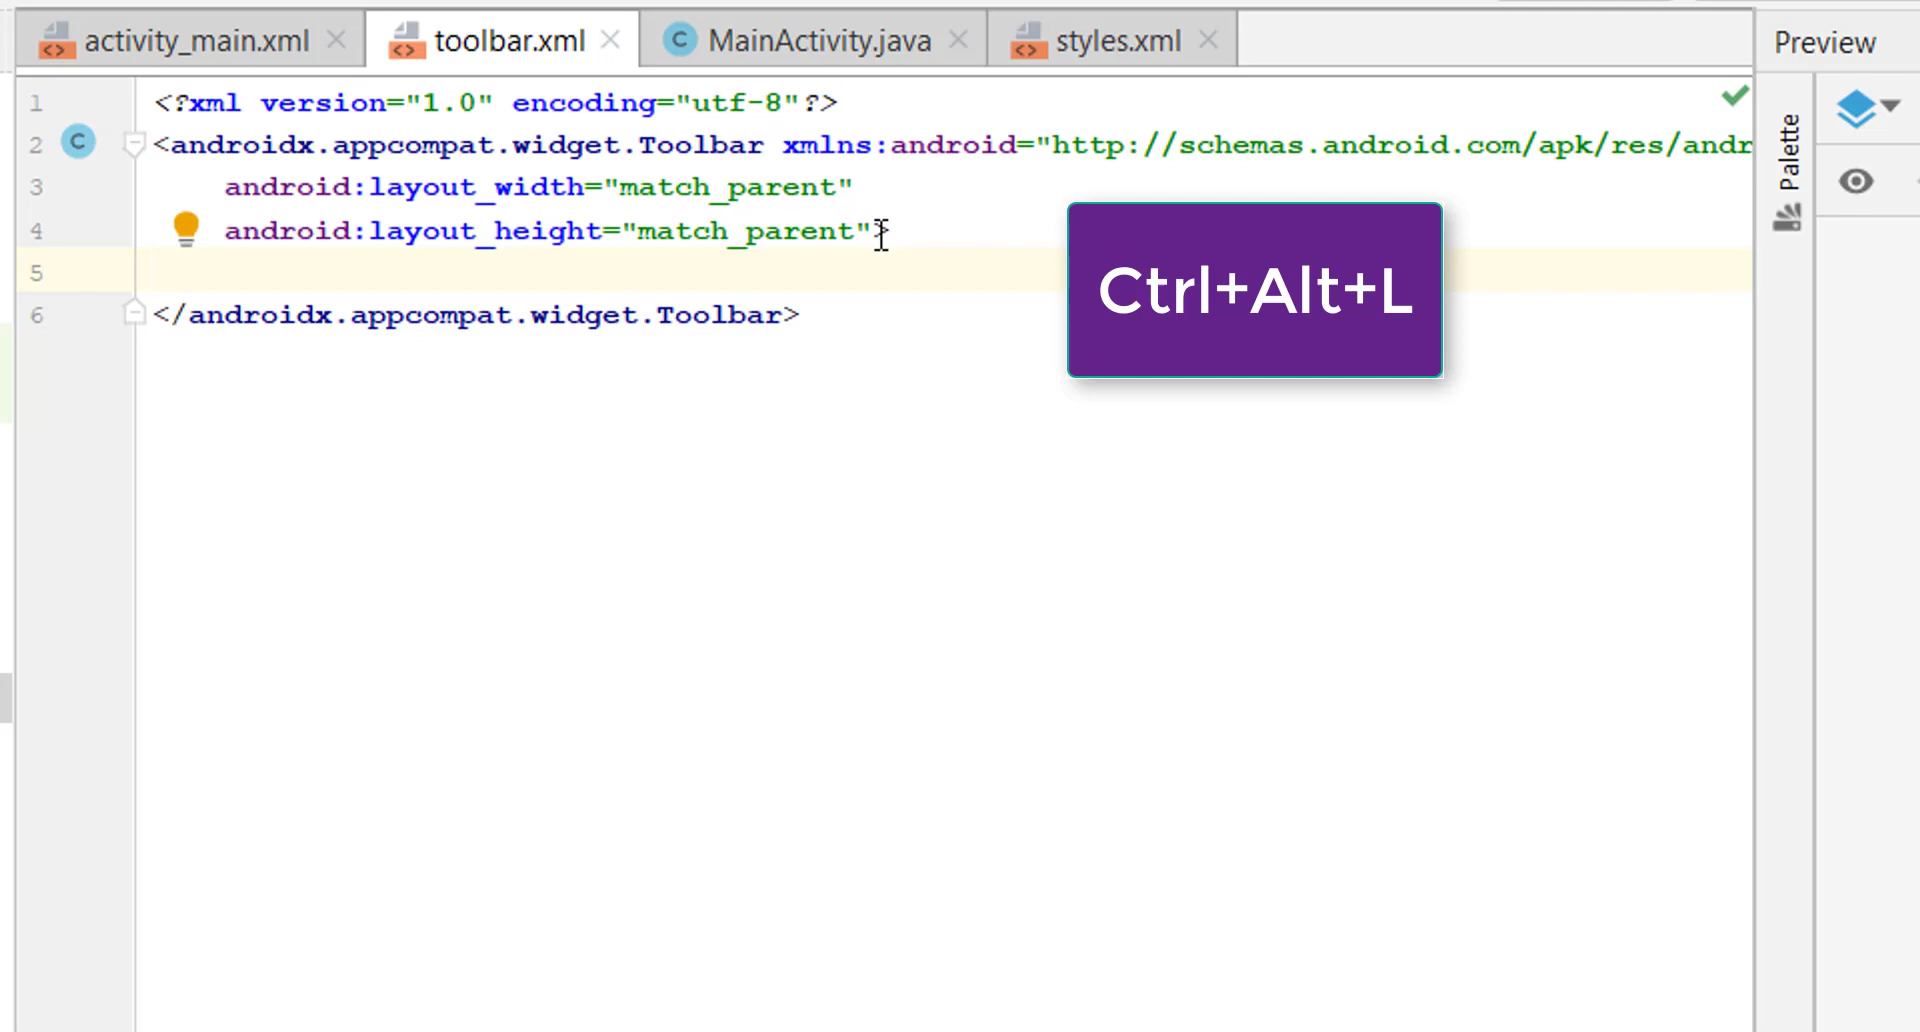 activity_main.xml toolbar.xml MainActivity.java styles.xml Preview
1 <?xml version="1.0" encoding="utf-8"?>
2 <androidx.appcompat.widget.Toolbar xmlns:android="http://schemas.android.com/apk/res/andr
3 android:layout_width="match_parent"
4 android:layout_height="match_parent">
5
6 </androidx.appcompat.widget.Toolbar>
Ctrl+Alt+L
Palette